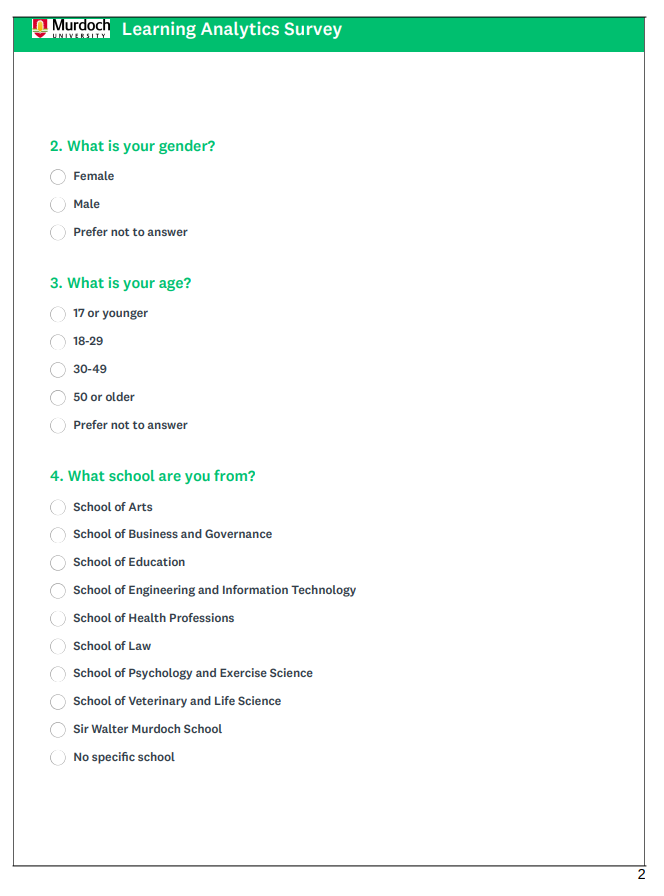 Murdoch
UNIVERSITY
Learning Analytics Survey
2. What is your gender?
Female
Male
Prefer not to answer
3. What is your age?
17 or younger
18-29
30-49
50 or older
Prefer not to answer
4. What school are you from?
School of Arts
School of Business and Governance
School of Education
School of Engineering and Information Technology
School of Health Professions
School of Law
School of Psychology and Exercise Science
School of Veterinary and Life Science
Sir Walter Murdoch School
No specific school
2